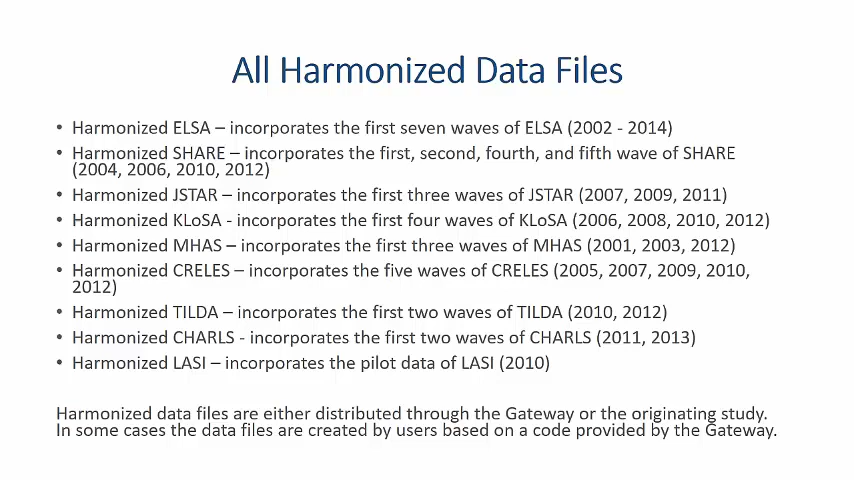 All Harmonized Data Files
• Harmonized ELSA – incorporates the first seven waves of ELSA (2002 - 2014)
• Harmonized SHARE – incorporates the first, second, fourth, and fifth wave of SHARE
(2004, 2006, 2010, 2012)
• Harmonized JSTAR – incorporates the first three waves of JSTAR (2007, 2009, 2011)
• Harmonized KLoSA - incorporates the first four waves of KLoSA (2006, 2008, 2010, 2012)
• Harmonized MHAS – incorporates the first three waves of MHAS (2001, 2003, 2012)
• Harmonized CRELES – incorporates the five waves of CRELES (2005, 2007, 2009, 2010,
2012)
• Harmonized TILDA – incorporates the first two waves of TILDA (2010, 2012)
• Harmonized CHARLS - incorporates the first two waves of CHARLS (2011, 2013)
• Harmonized LASI – incorporates the pilot data of LASI (2010)
Harmonized data files are either distributed through the Gateway or the originating study.
In some cases the data files are created by users based on a code provided by the Gateway.